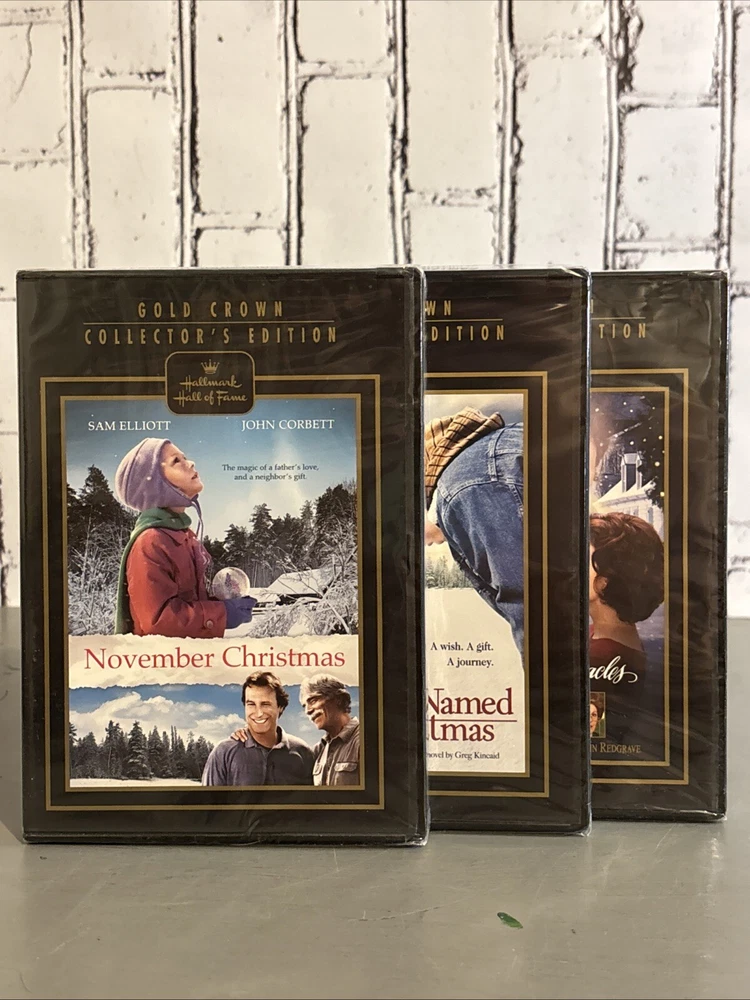 GOLD CROWN
COLLECTOR'S EDITION
Hallmark
Hall of Fame
SAM ELLIOTT
JOHN CORBETT
The magic of a father's love,
and a neighbor's gift.
November Christmas
WN
EDITION
A wish. A gift.
A journey.
Named
tmas
novel by Greg Kincaid
N
TION
acles
N REDGRAVE